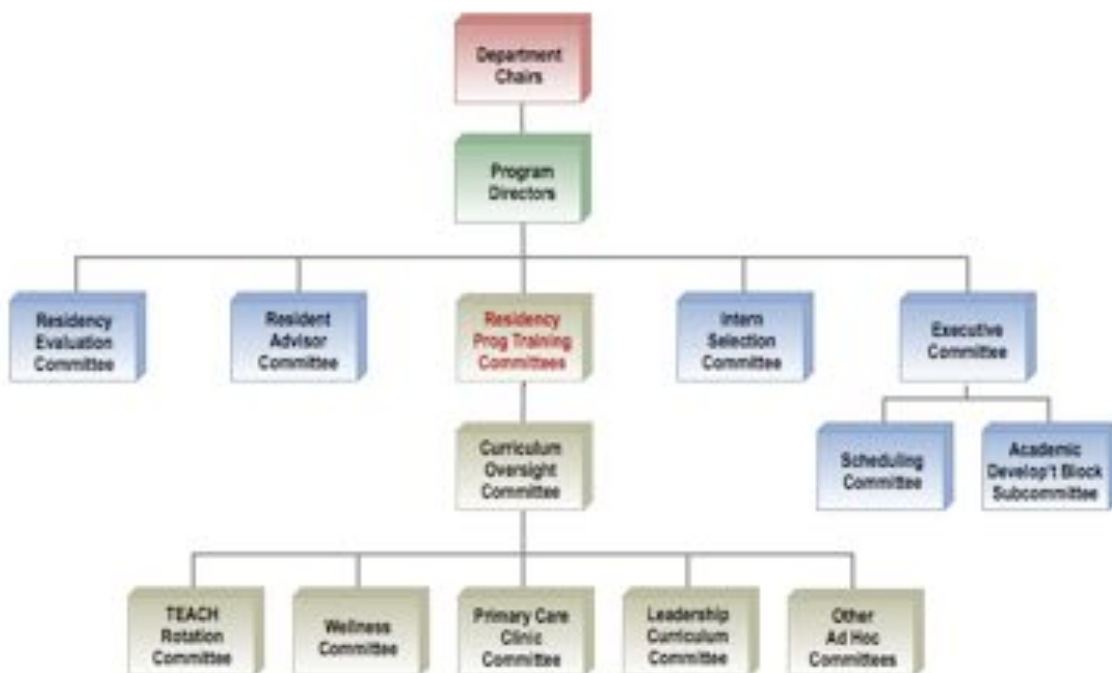 Department
Chairs
Program
Directors
Residency
Evaluation
Committee
Resident
Advisor
Committee
Residency
Prog Training
Committees
Intern
Selection
Committee
Executive
Committee
Curriculum
Oversight
Committee
Scheduling
Committee
Academic
Develop't Block
Subcommittee
TEACH
Rotation
Committee
Wellness
Committee
Primary Care
Clinic
Committee
Leadership
Curriculum
Committee
Other
Ad Hoc
Committees